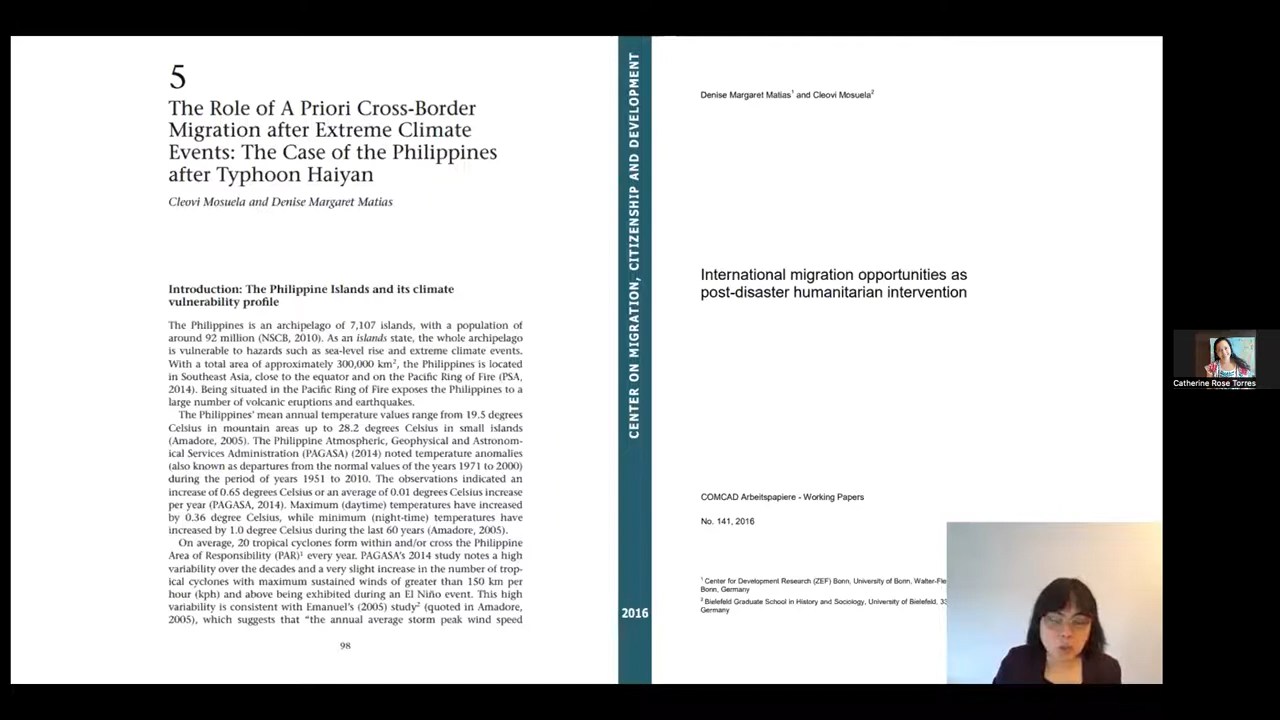 5
The Role of A Priori Cross-Border
Migration after Extreme Climate
Events: The Case of the Philippines
after Typhoon Haiyan
Cleovi Mosuela and Denise Margaret Matias
Introduction: The Philippine Islands and its climate
vulnerability profile
The Philippines is an archipelago of 7,107 islands, with a population of
around 92 million (NSCB, 2010). As an islands state, the whole archipelago
is vulnerable to hazards such as sea-level rise and extreme climate events.
With a total area of approximately 300,000 km², the Philippines is located
in Southeast Asia, close to the equator and on the Pacific Ring of Fire (PSA,
2014). Being situated in the Pacific Ring of Fire exposes the Philippines to a
large number of volcanic eruptions and earthquakes.
The Philippines' mean annual temperature values range from 19.5 degrees
Celsius in mountain areas up to 28.2 degrees Celsius in small islands
(Amadore, 2005). The Philippine Atmospheric, Geophysical and Astronom-
ical Services Administration (PAGASA) (2014) noted temperature anomalies
(also known as departures from the normal values of the years 1971 to 2000)
during the period of years 1951 to 2010. The observations indicated an
increase of 0.65 degrees Celsius or an average of 0.01 degrees Celsius increase
per year (PAGASA, 2014). Maximum (daytime) temperatures have increased
by 0.36 degree Celsius, while minimum (night-time) temperatures have
increased by 1.0 degree Celsius during the last 60 years (Amadore, 2005).
On average, 20 tropical cyclones form within and/or cross the Philippine
Area of Responsibility (PAR)¹ every year. PAGASA's 2014 study notes a high
variability over the decades and a very slight increase in the number of trop-
ical cyclones with maximum sustained winds of greater than 150 km per
hour (kph) and above being exhibited during an El Niño event. This high
variability is consistent with Emanuel's (2005) study² (quoted in Amadore,
2005), which suggests that "the annual average storm peak wind speed
98
CENTER ON MIGRATION, CITIZENSHIP AND DEVELOPMENT
2016
Denise Margaret Matias¹ and Cleovi Mosuela²
International migration opportunities as
post-disaster humanitarian intervention
COMCAD Arbeitspapiere - Working Papers
No. 141, 2016
¹ Center for Development Research (ZEF) Bonn, University of Bonn, Walter-Fle
Bonn, Germany
² Bielefeld Graduate School in History and Sociology, University of Bielefeld, 33
Germany
Catherine Rose Torres